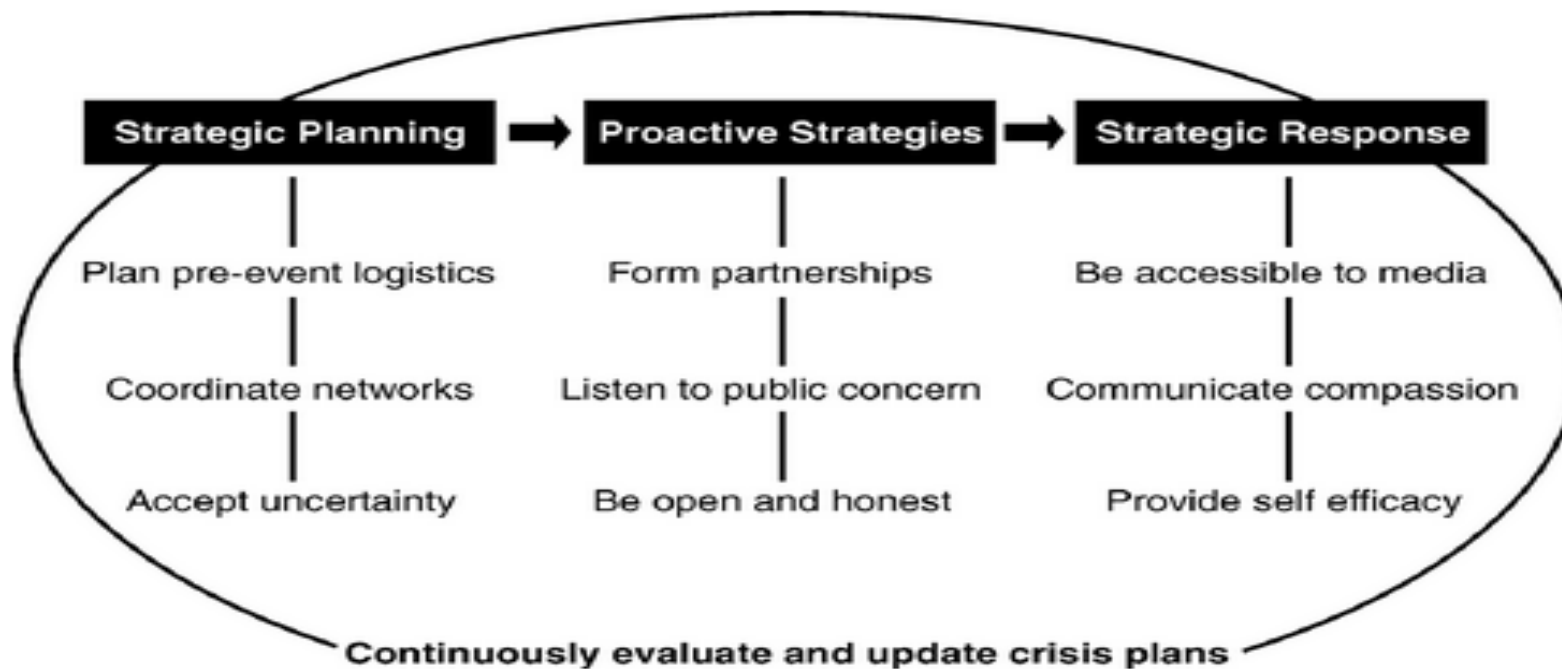 Strategic Planning
Proactive Strategies
Strategic Response
Plan pre-event logistics
Form partnerships
Be accessible to media
Coordinate networks
Listen to public concern
Communicate compassion
Accept uncertainty
Be open and honest
Provide self efficacy
Continuously evaluate and update crisis plans